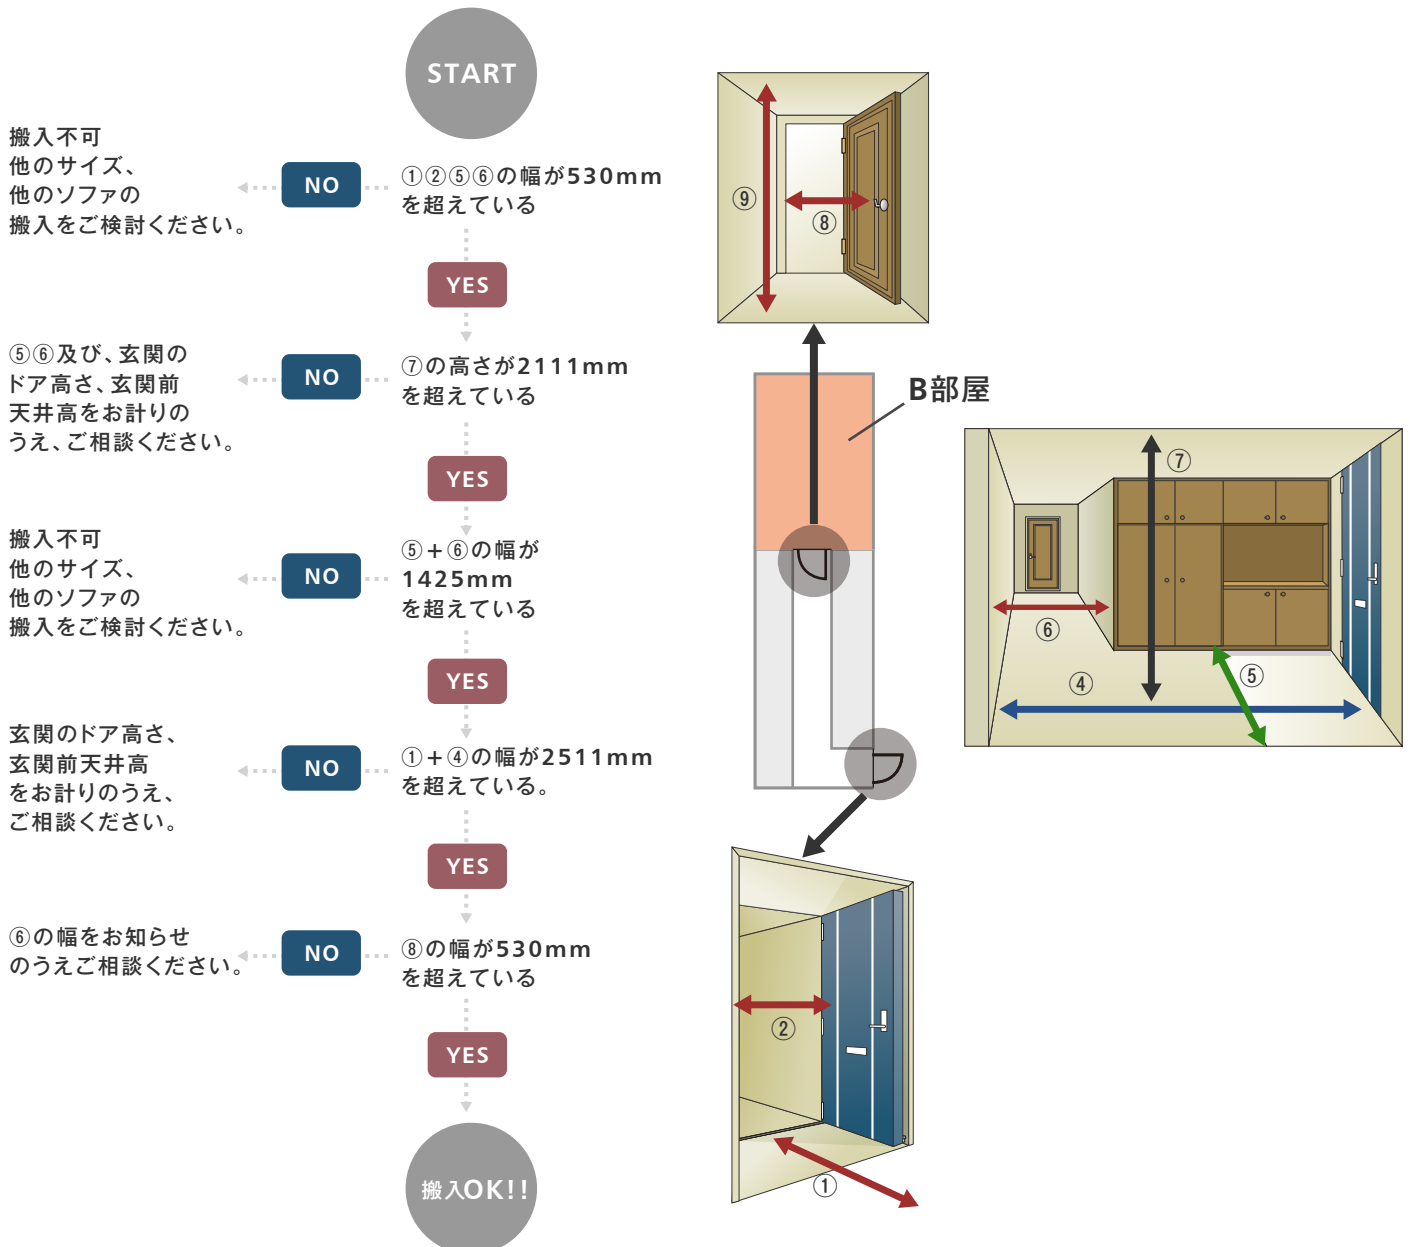 START
①②⑤⑥の幅が530mm
を超えている
NO
搬入不可
他のサイズ、
他のソファの
搬入をご検討ください。
YES
⑦の高さが2111mm
を超えている
NO
⑤⑥及び、玄関の
ドア高さ、玄関前
天井高をお計りの
うえ、ご相談ください。
YES
⑤+⑥の幅が
1425mm
を超えている
NO
搬入不可
他のサイズ、
他のソファの
搬入をご検討ください。
YES
①+④の幅が2511mm
を超えている。
NO
玄関のドア高さ、
玄関前天井高
をお計りのうえ、
ご相談ください。
YES
⑧の幅が530mm
を超えている
NO
⑥の幅をお知らせ
のうえご相談ください。
YES
搬入OK!!
⑨
⑧
B部屋
⑦
⑥
④
⑤
②
①